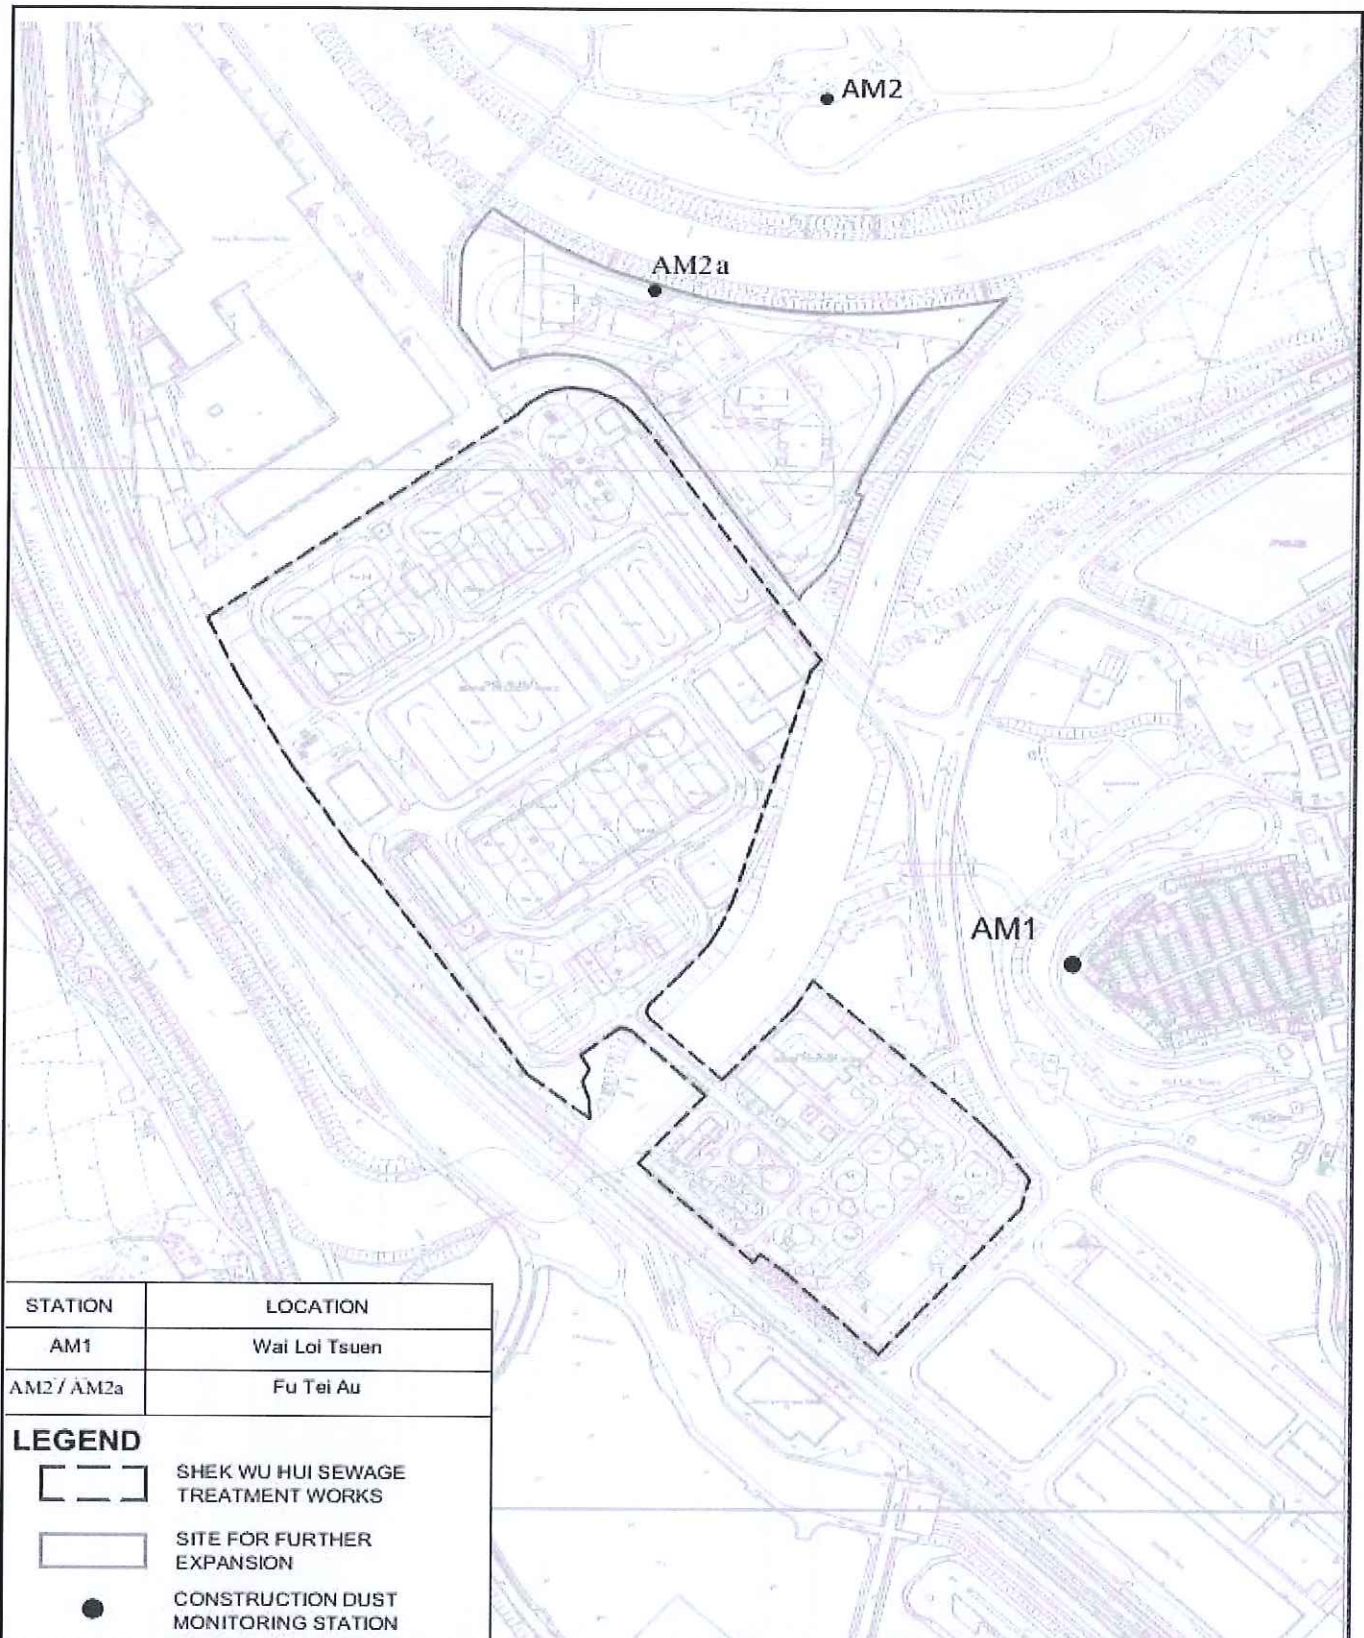 AM2
AM2a
AM1
STATION LOCATION
AM1 Wai Loi Tsuen
AM2 / AM2a Fu Tei Au
LEGEND
SHEK WU HUI SEWAGE
TREATMENT WORKS
SITE FOR FURTHER
EXPANSION
CONSTRUCTION DUST
MONITORING STATION